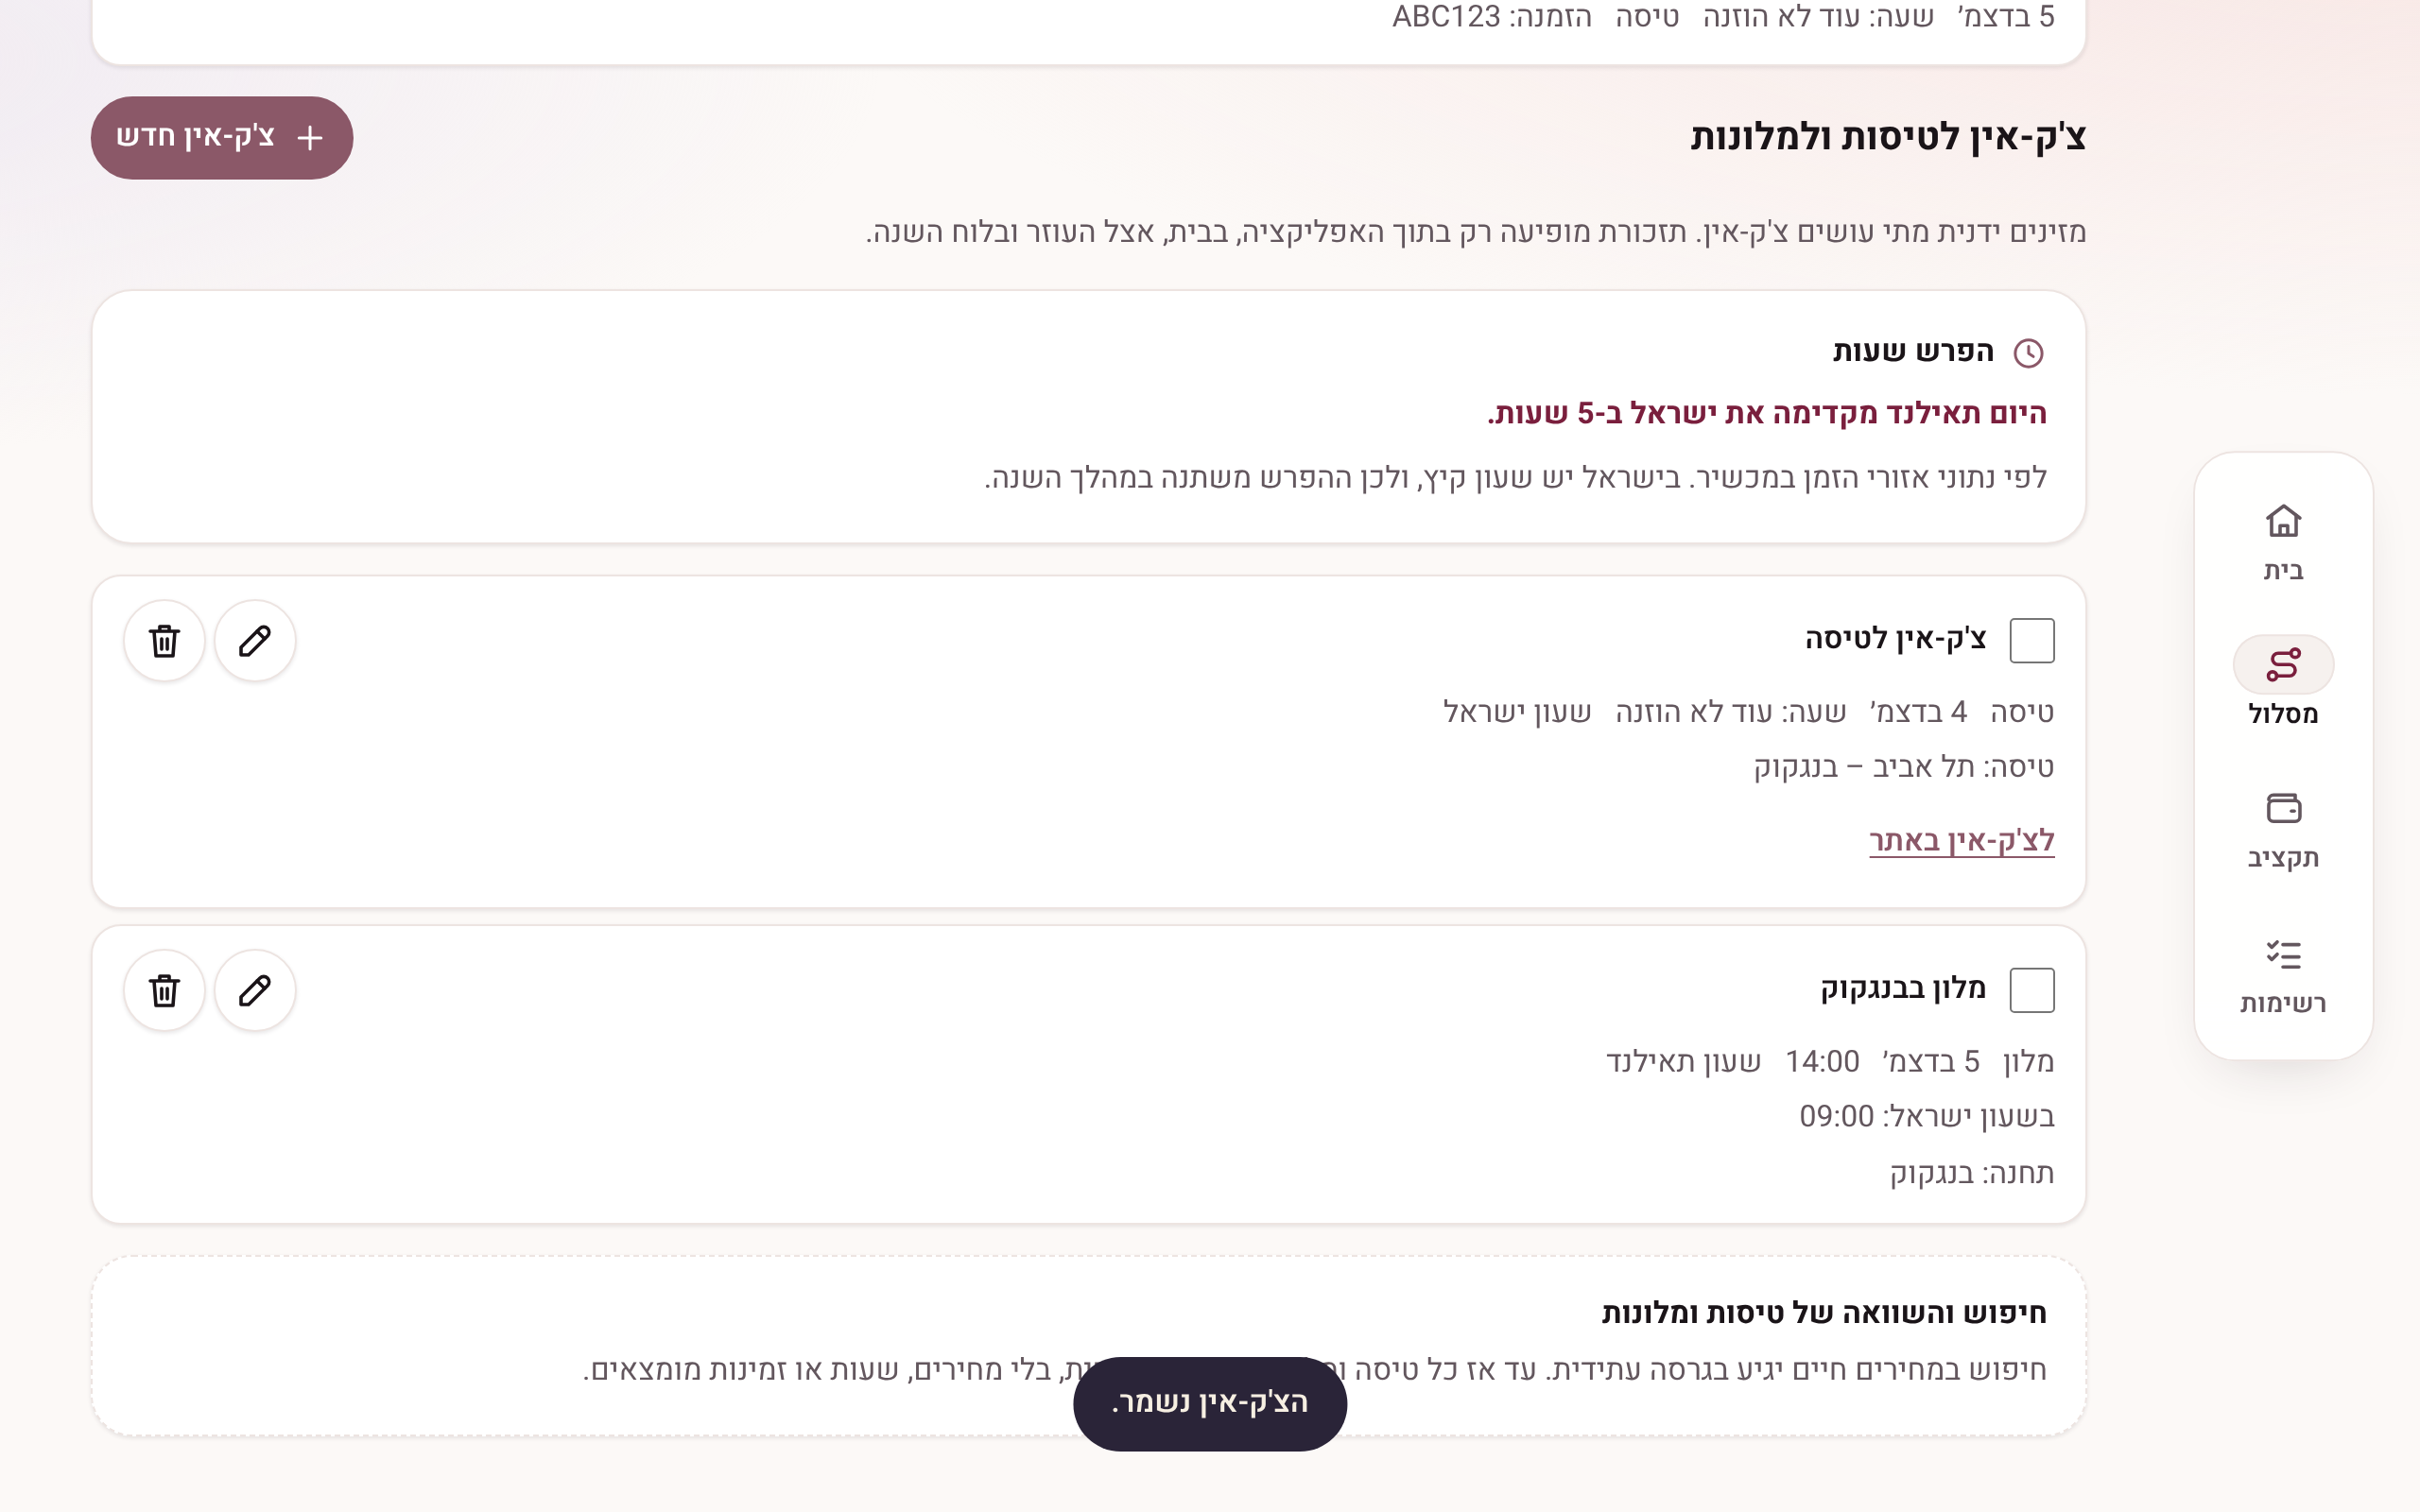 5 בדצמ׳ שעה: עוד לא הוזנה טיסה הזמנה: ABC123
צ'ק-אין לטיסות ולמלונות
צ'ק-אין חדש
מזינים ידנית מתי עושים צ'ק-אין. תזכורת מופיעה רק בתוך האפליקציה, בבית, אצל העוזר ובלוח השנה.
הפרש שעות
היום תאילנד מקדימה את ישראל ב-5 שעות.
לפי נתוני אזורי הזמן במכשיר. בישראל יש שעון קיץ, ולכן ההפרש משתנה במהלך השנה.
צ'ק-אין לטיסה
טיסה 4 בדצמ׳ שעה: עוד לא הוזנה שעון ישראל
טיסה: תל אביב – בנגקוק
לצ'ק-אין באתר
מלון בבנגקוק
מלון 5 בדצמ׳ 14:00 שעון תאילנד
בשעון ישראל: 09:00
תחנה: בנגקוק
חיפוש והשוואה של טיסות ומלונות
חיפוש במחירים חיים יגיע בגרסה עתידית. עד אז כל טיסה בלי מחירים, שעות או זמינות מומצאים.
הצ'ק-אין נשמר.
בית
מסלול
תקציב
רשימות